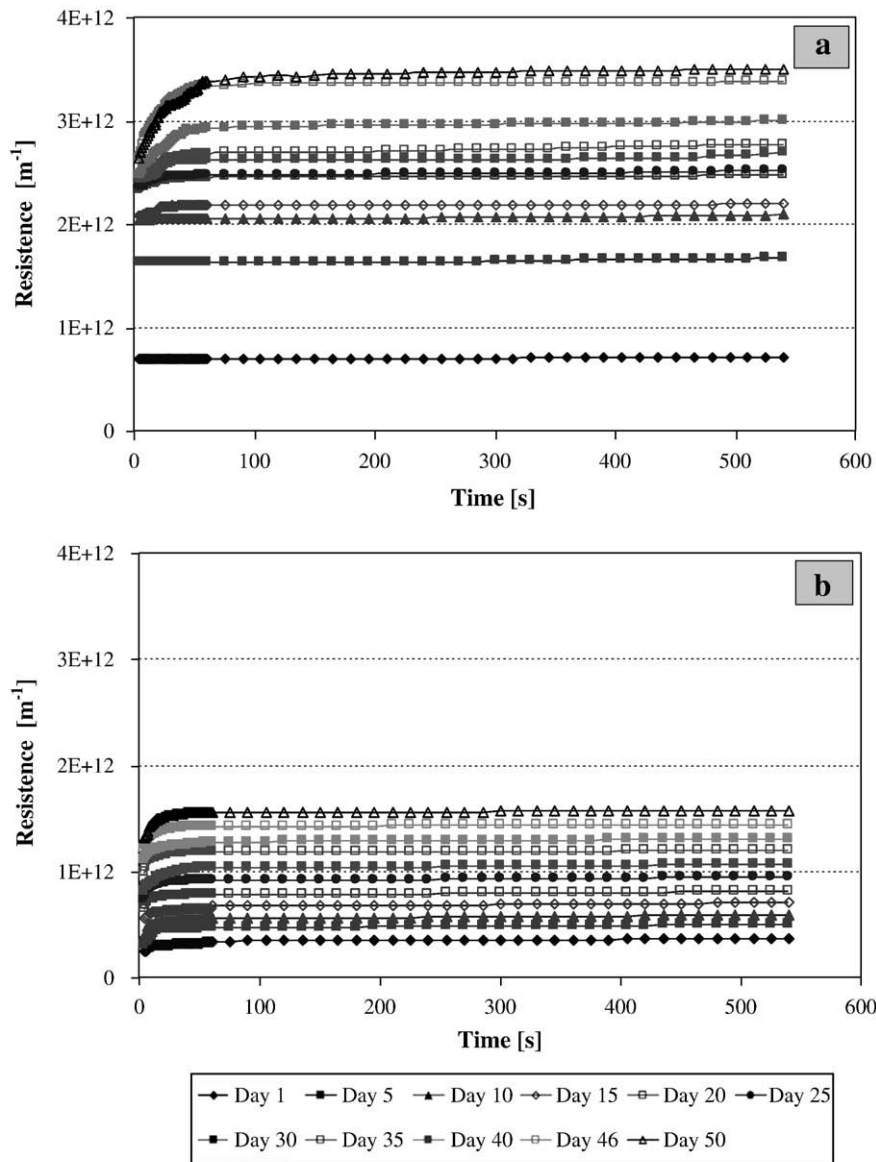 4E+12
a
3E+12
Resistence [m⁻¹]
2E+12
1E+12
0
0 100 200 300 400 500 600
Time [s]
4E+12
b
3E+12
Resistence [m⁻¹]
2E+12
1E+12
0
0 100 200 300 400 500 600
Time [s]
Day 1 Day 5 Day 10 Day 15 Day 20 Day 25
Day 30 Day 35 Day 40 Day 46 Day 50